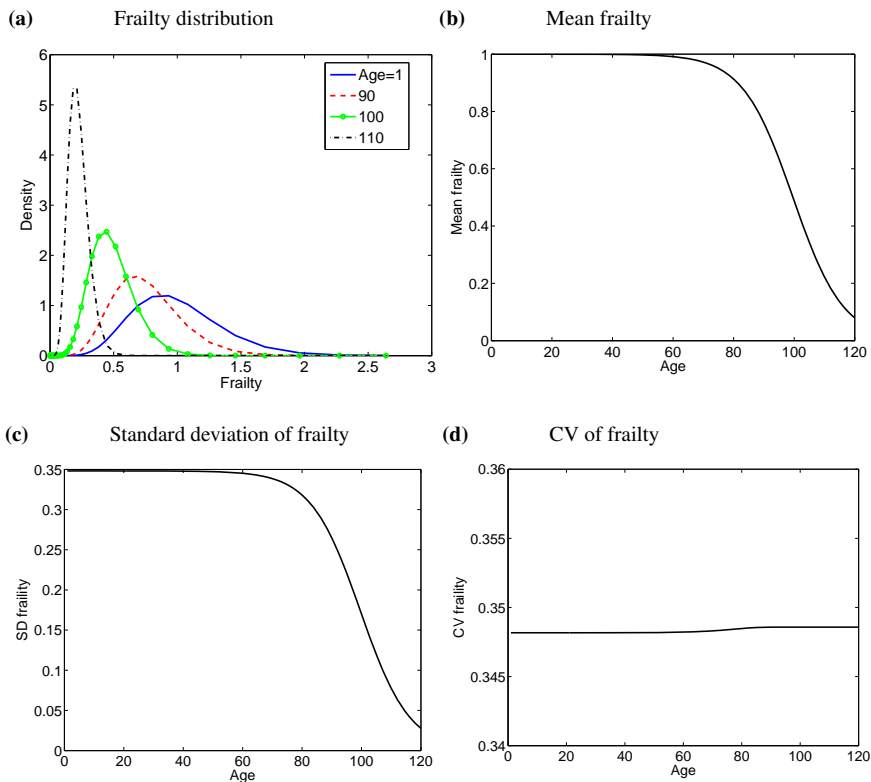 (a) Frailty distribution
6
5
4
3
2
1
0
Density
0 0.5 1 1.5 2 2.5 3
Frailty
Age=1
90
100
110
(b) Mean frailty
1
0.8
0.6
0.4
0.2
0
Mean frailty
0 20 40 60 80 100 120
Age
(c) Standard deviation of frailty
0.35
0.3
0.25
0.2
0.15
0.1
0.05
0
SD fraility
0 20 40 60 80 100 120
Age
(d) CV of frailty
0.36
0.355
0.35
0.345
0.34
CV fraility
0 20 40 60 80 100 120
Age